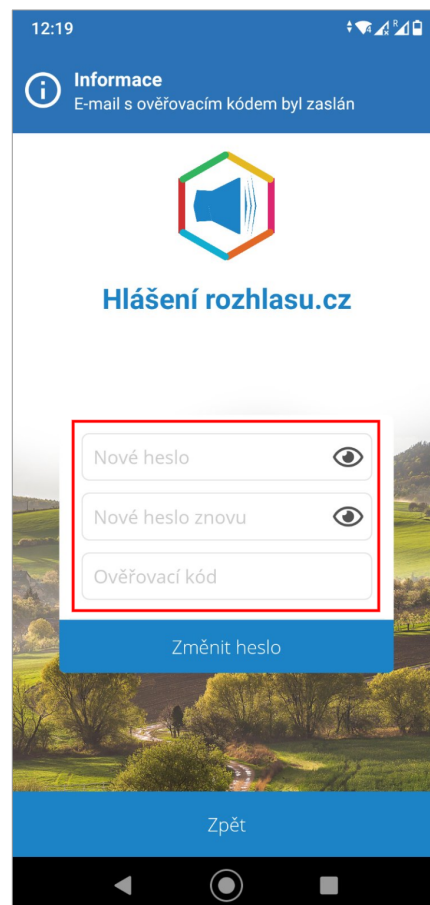 12:19
Informace
E-mail s ověřovacím kódem byl zaslán
Hlášení rozhlasu.cz
Nové heslo
Nové heslo znovu
Ověřovací kód
Změnit heslo
Zpět